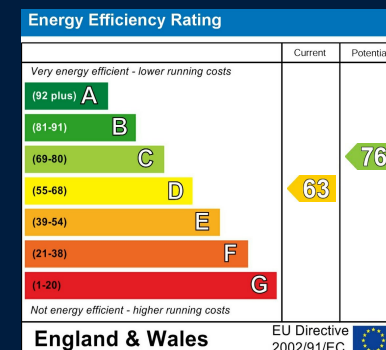 Energy Efficiency Rating
Current Potential
Very energy efficient - lower running costs
(92 plus) A
(81-91) B
(69-80) C
76
(55-68) D
63
(39-54) E
(21-38) F
(1-20) G
Not energy efficient - higher running costs
England & Wales
EU Directive
2002/91/EC